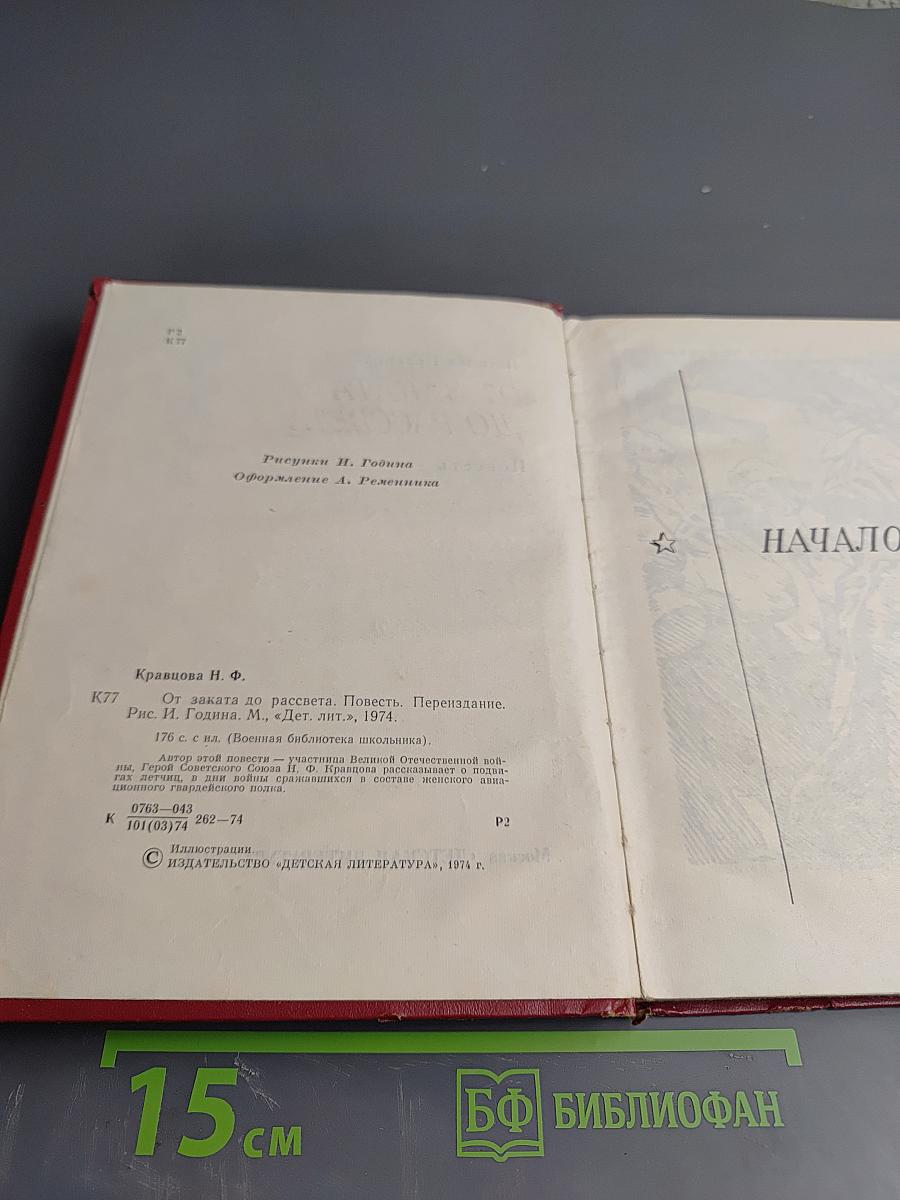 Р2
К77
Рисунки И. Година
Оформление А. Ременника
Кравцова Н. Ф.
К77 От заката до рассвета. Повесть. Переиздание.
Рис. И. Година. М., «Дет. лит.», 1974.
176 с. с ил. (Военная библиотека школьника).
Автор этой повести — участница Великой Отечественной вой-
ны, Герой Советского Союза Н. Ф. Кравцова рассказывает о подви-
гах летчиц, в дни войны сражавшихся в составе женского авиа-
ционного гвардейского полка.
К 0763—043
101(03)74 262—74 Р2
Иллюстрации.
© ИЗДАТЕЛЬСТВО «ДЕТСКАЯ ЛИТЕРАТУРА», 1974 г.
НАЧАЛО
15 см
БФ БИБЛИОФАН